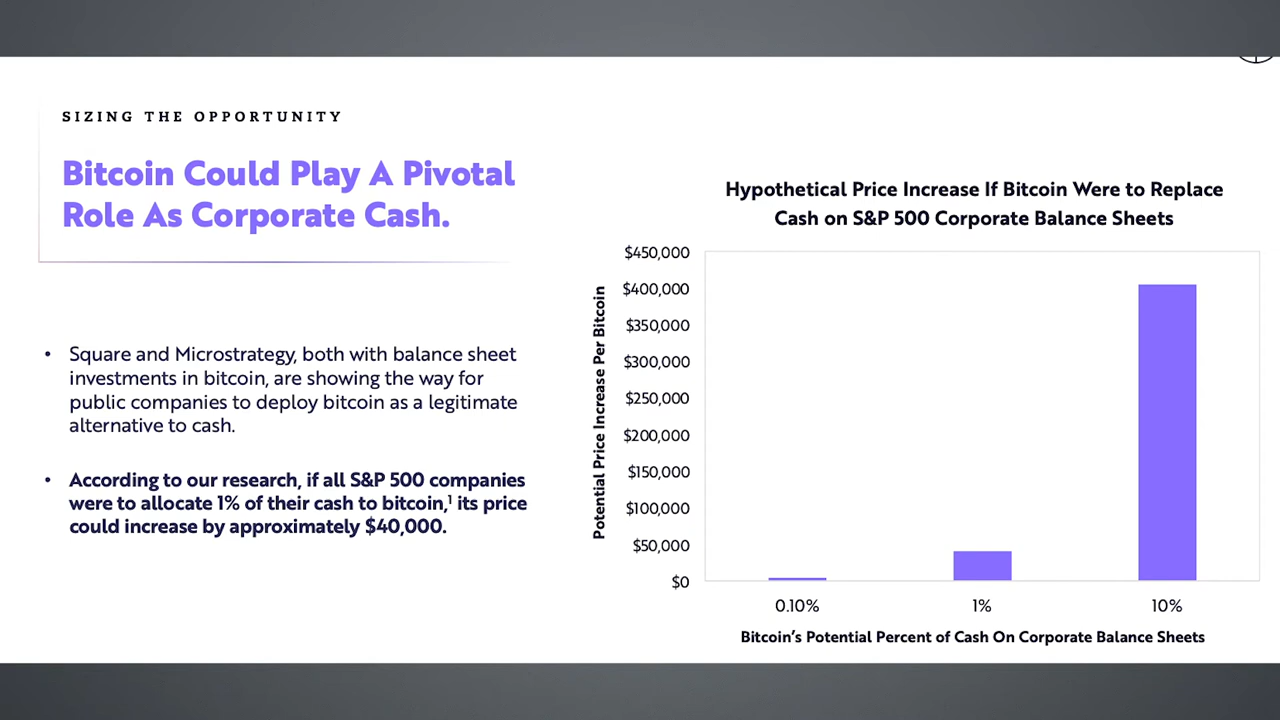 SIZING THE OPPORTUNITY
Bitcoin Could Play A Pivotal
Role As Corporate Cash.
• Square and Microstrategy, both with balance sheet
investments in bitcoin, are showing the way for
public companies to deploy bitcoin as a legitimate
alternative to cash.
• According to our research, if all S&P 500 companies
were to allocate 1% of their cash to bitcoin,¹ its price
could increase by approximately $40,000.
Hypothetical Price Increase If Bitcoin Were to Replace
Cash on S&P 500 Corporate Balance Sheets
Potential Price Increase Per Bitcoin
$450,000
$400,000
$350,000
$300,000
$250,000
$200,000
$150,000
$100,000
$50,000
$0
0.10%
1%
10%
Bitcoin’s Potential Percent of Cash On Corporate Balance Sheets